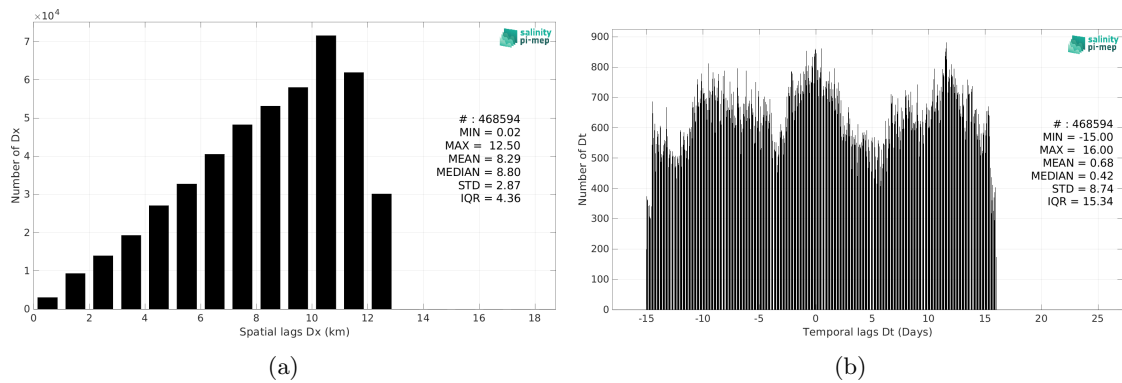 ×10⁴
7
6
5
4
3
2
1
0
Number of Dx
0 2 4 6 8 10 12 14 16 18
Spatial lags Dx (km)
salinity
pi-mep
# : 468594
MIN = 0.02
MAX = 12.50
MEAN = 8.29
MEDIAN = 8.80
STD = 2.87
IQR = 4.36
(a)
900
800
700
600
500
400
300
200
100
0
Number of Dt
-15 -10 -5 0 5 10 15 20 25
Temporal lags Dt (Days)
salinity
pi-mep
# : 468594
MIN = -15.00
MAX = 16.00
MEAN = 0.68
MEDIAN = 0.42
STD = 8.74
IQR = 15.34
(b)